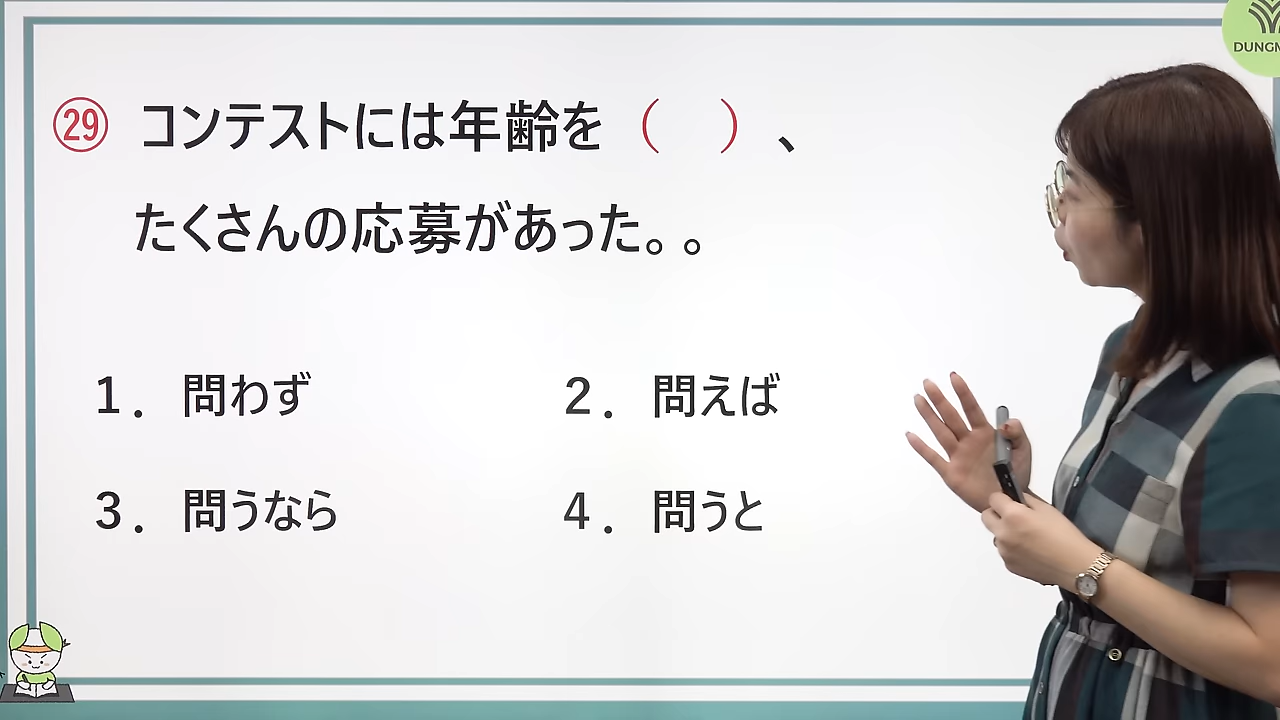 DUNGM
㉙ コンテストには年齢を（　）、
たくさんの応募があった。。
1．問わず
2．問えば
3．問うなら
4．問うと